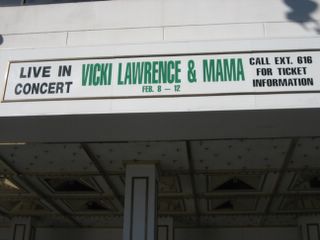 LIVE IN
CONCERT
VICKI LAWRENCE & MAMA
FEB. 8 – 12
CALL EXT. 616
FOR TICKET
INFORMATION